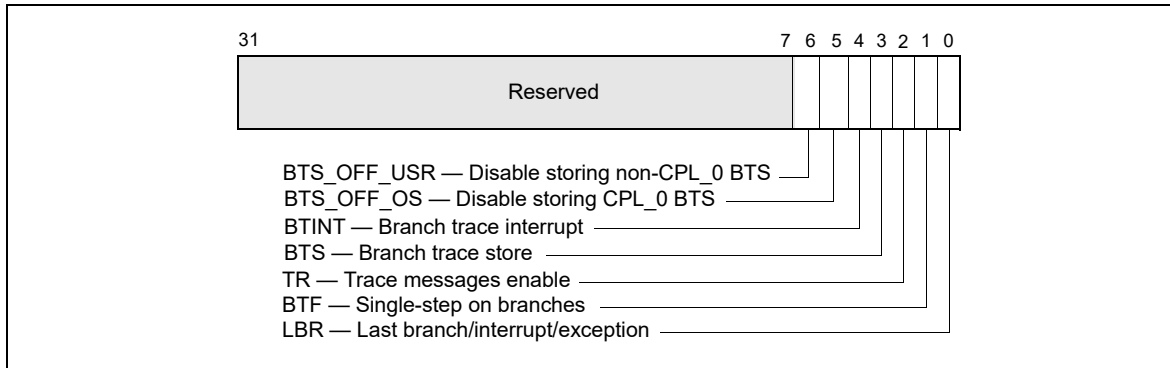 31 7 6 5 4 3 2 1 0
Reserved
BTS_OFF_USR — Disable storing non-CPL_0 BTS
BTS_OFF_OS — Disable storing CPL_0 BTS
BTINT — Branch trace interrupt
BTS — Branch trace store
TR — Trace messages enable
BTF — Single-step on branches
LBR — Last branch/interrupt/exception